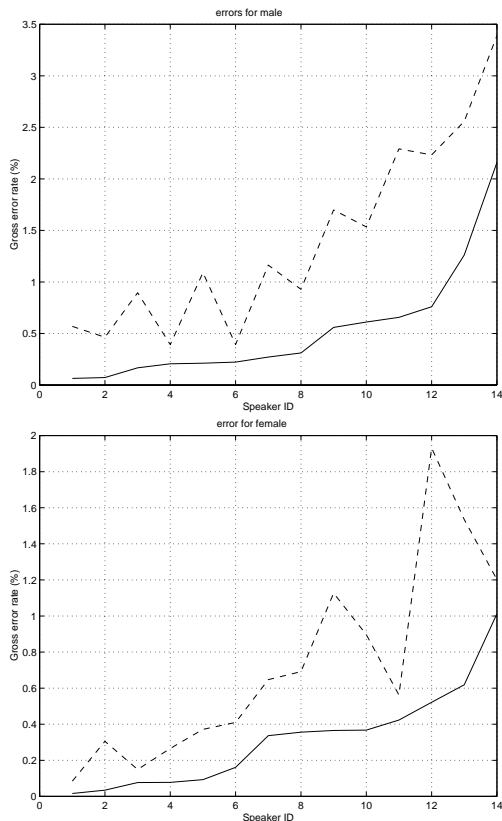 errors for male
3.5
3
2.5
2
1.5
1
0.5
0
Gross error rate (%)
0 2 4 6 8 10 12 14
Speaker ID
error for female
2
1.8
1.6
1.4
1.2
1
0.8
0.6
0.4
0.2
0
Gross error rate (%)
0 2 4 6 8 10 12 14
Speaker ID